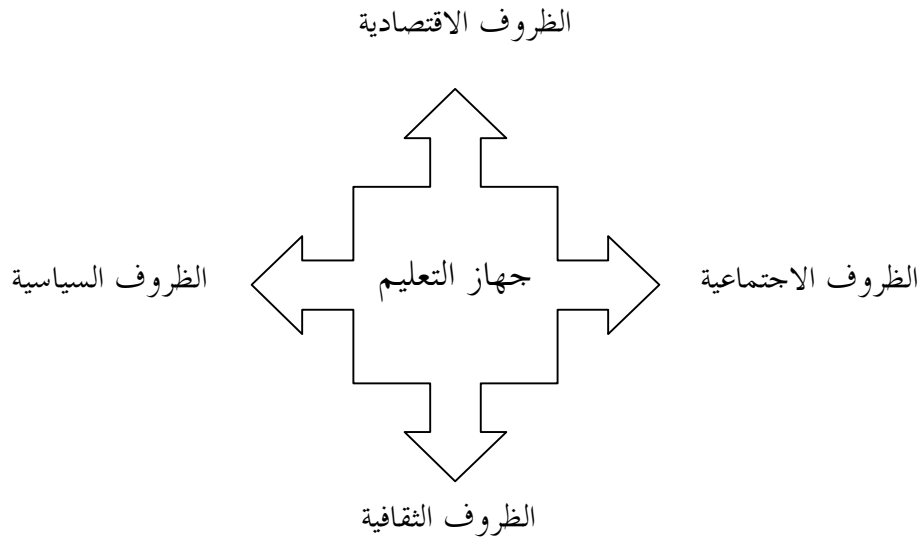 الظروف الاقتصادية
الظروف الاجتماعية
جهاز التعليم
الظروف السياسية
الظروف الثقافية